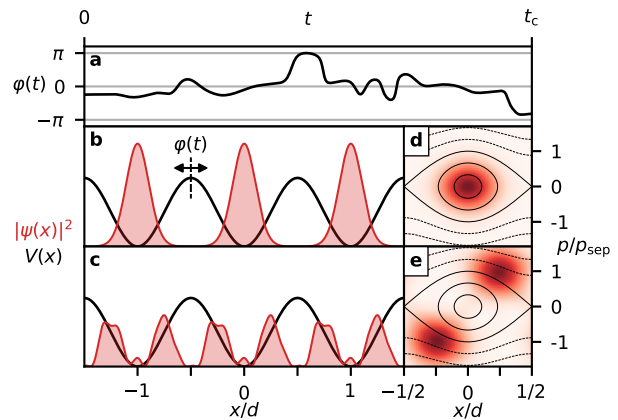 0 t t_c
π
a
φ(t) 0
−π
b φ(t) d
1
0
-1
|ψ(x)|²
V(x)
p/p_sep
c e
1
0
-1
−1 0 1 −1/2 0 1/2
x/d x/d